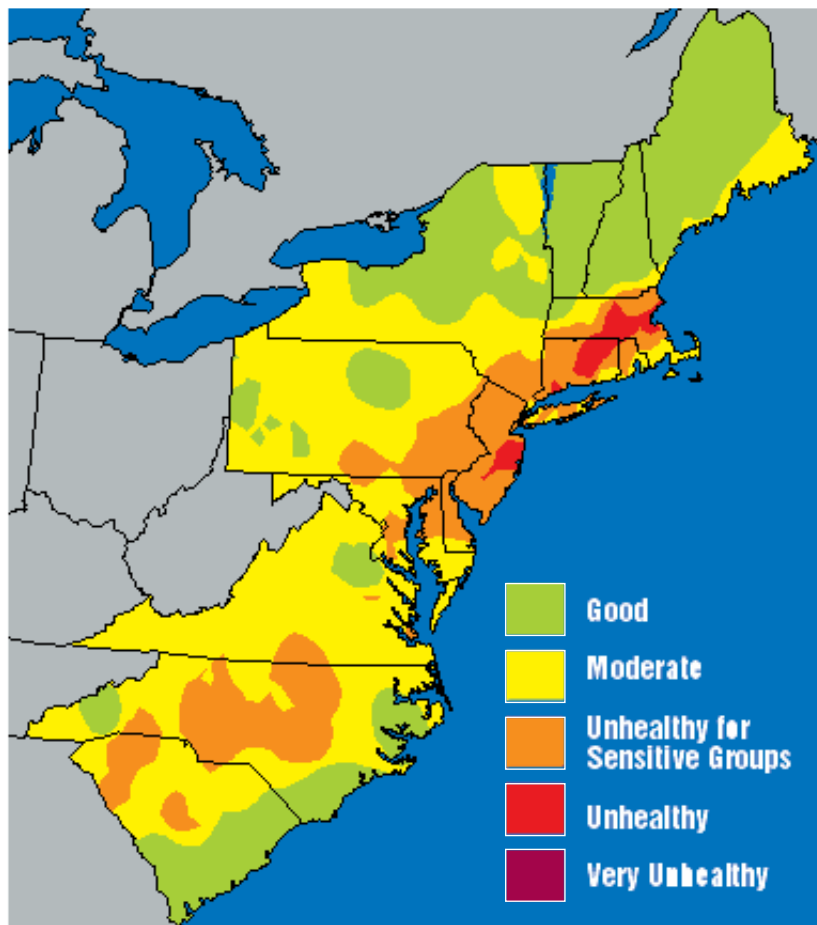 Good
Moderate
Unhealthy for
Sensitive Groups
Unhealthy
Very Unhealthy